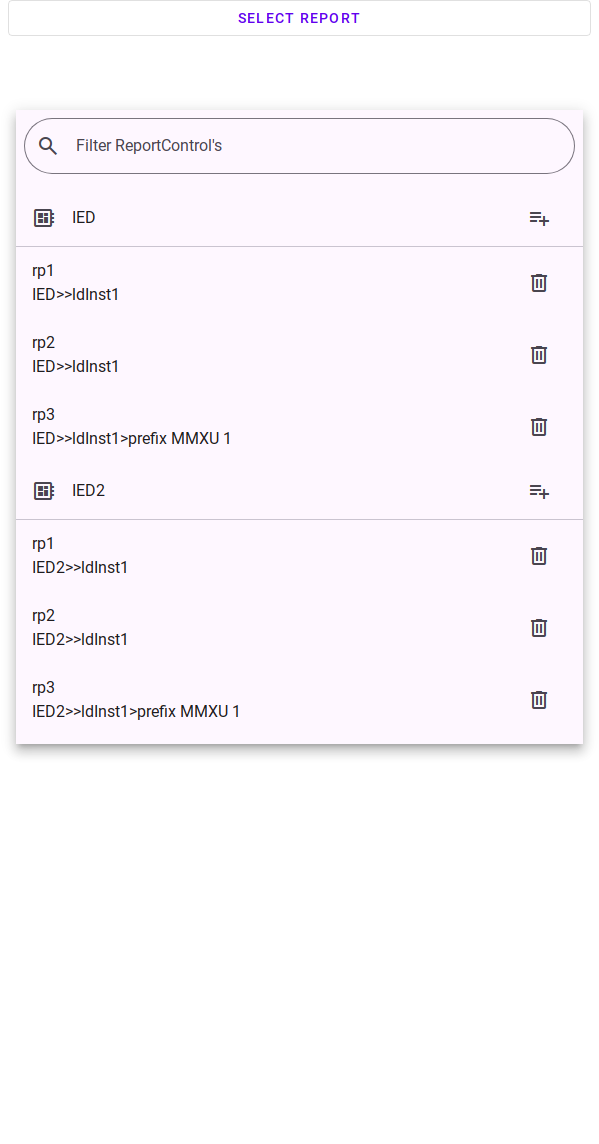 SELECT REPORT
Filter ReportControl's
IED
rp1
IED>>ldInst1
rp2
IED>>ldInst1
rp3
IED>>ldInst1>prefix MMXU 1
IED2
rp1
IED2>>ldInst1
rp2
IED2>>ldInst1
rp3
IED2>>ldInst1>prefix MMXU 1